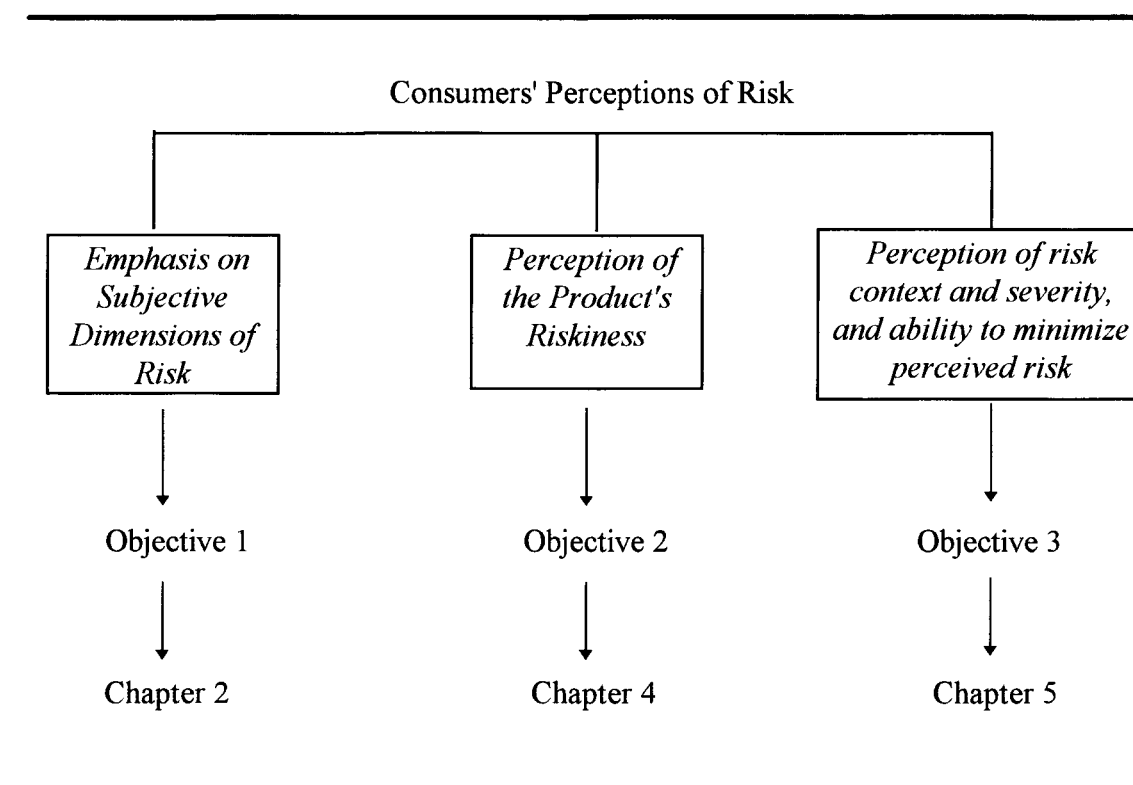 Consumers' Perceptions of Risk
Emphasis on
Subjective
Dimensions of
Risk
Perception of
the Product's
Riskiness
Perception of risk
context and severity,
and ability to minimize
perceived risk
Objective 1
Objective 2
Objective 3
Chapter 2
Chapter 4
Chapter 5